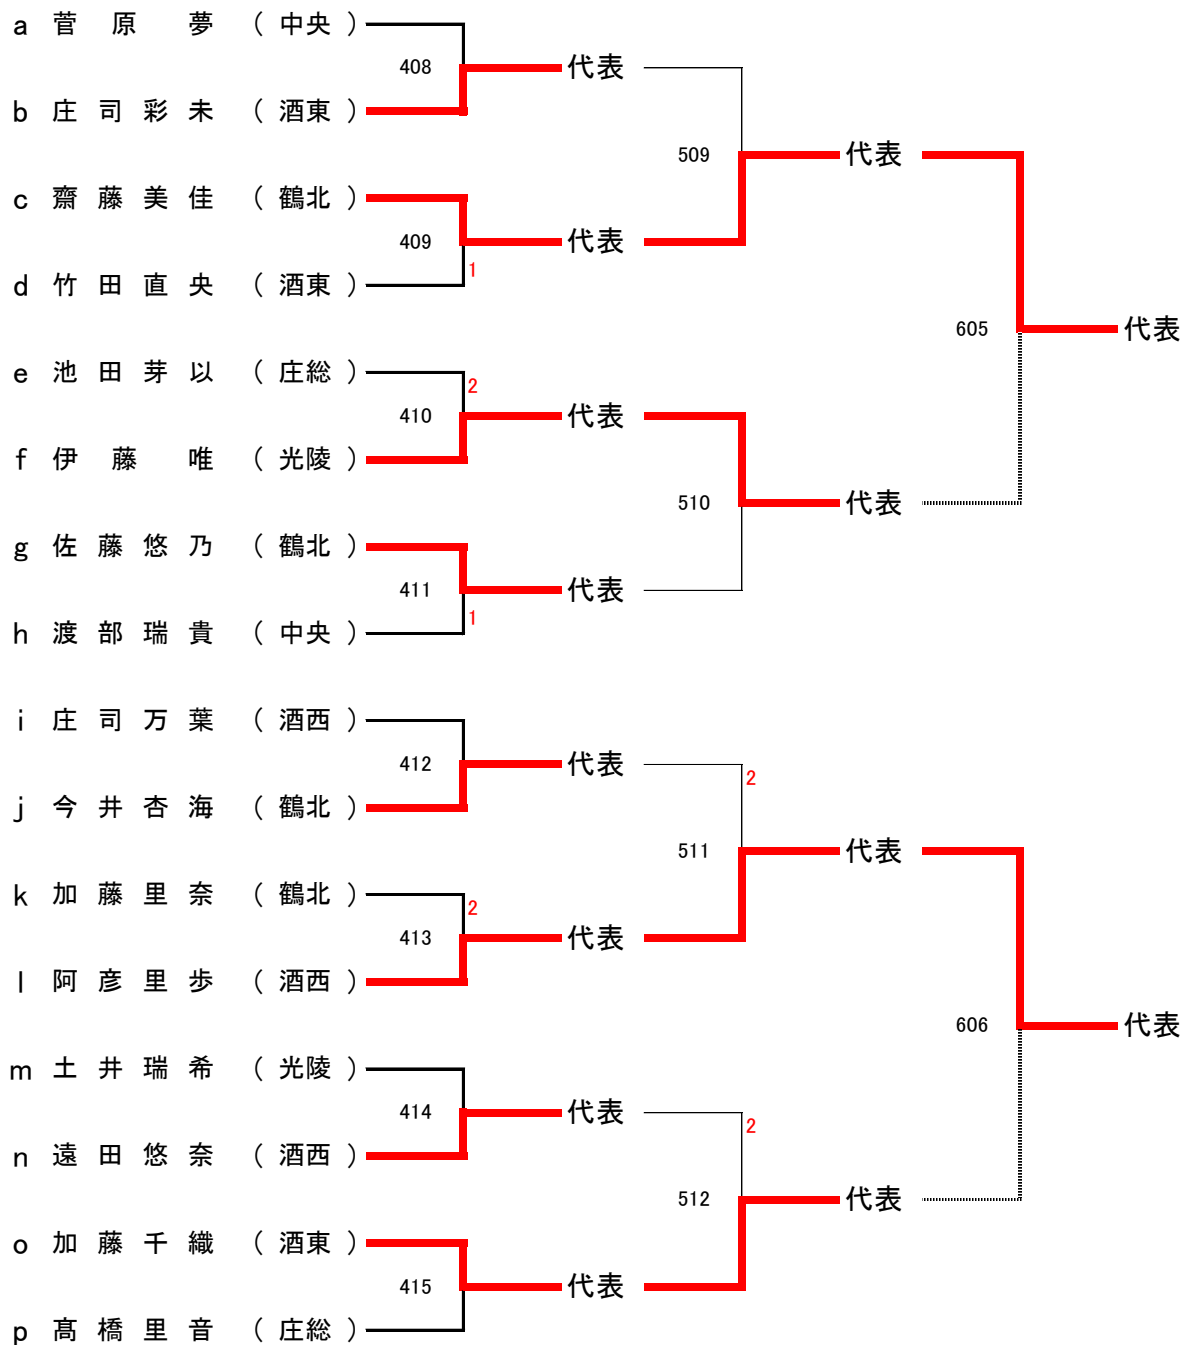 a 菅原 夢 (中央)
408 代表
b 庄司彩未 (酒東)
509 代表
c 齋藤美佳 (鶴北)
409 代表
1
d 竹田直央 (酒東)
605 代表
e 池田芽以 (庄総)
2
410 代表
f 伊藤 唯 (光陵)
510 代表
g 佐藤悠乃 (鶴北)
411 代表
1
h 渡部瑞貴 (中央)
i 庄司万葉 (酒西)
412 代表
2
j 今井杏海 (鶴北)
511 代表
k 加藤里奈 (鶴北)
2
413 代表
l 阿彦里歩 (酒西)
606 代表
m 土井瑞希 (光陵)
414 代表
2
n 遠田悠奈 (酒西)
512 代表
o 加藤千織 (酒東)
415 代表
p 髙橋里音 (庄総)